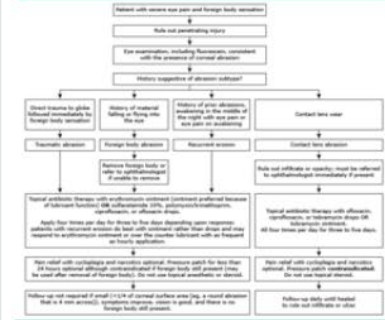 Patient with severe eye pain and foreign body sensation
Rule out penetrating injury
Eye examination, including fluorescein, consistent
with the presence of corneal abrasion
History suggestive of abrasion subtype?
Direct trauma to globe
followed immediately by
foreign body sensation
History of material
falling or flying into
the eye
History of prior abrasions,
awakening in the middle of
the night with eye pain or
eye pain on awakening
Contact lens wear
Traumatic abrasion
Foreign body abrasion
Recurrent erosion
Contact lens abrasion
Remove foreign body or
refer to ophthalmologist
if unable to remove
Rule out infiltrate or opacity; must be referred
to ophthalmologist immediately if present
Topical antibiotic therapy with erythromycin ointment (ointment preferred because
of lubricant function) OR sulfacetamide 10%, polymyxin/trimethoprim,
ciprofloxacin, or ofloxacin drops.
Apply four times per day for three to five days depending upon response;
patients with recurrent erosion do best with ointment rather than drops and may
respond to erythromycin ointment or over the counter lubricant with as frequent
as hourly application.
Topical antibiotic therapy with ofloxacin,
ciprofloxacin, or tobramycin drops OR
tobramycin ointment.
All four times per day for three to five days.
Pain relief with cycloplegia and narcotics optional. Pressure patch for less than
24 hours optional although contraindicated if foreign body still present (may
be used after removal of foreign body). Do not use topical anesthetic or steroid.
Pain relief with cycloplegia and narcotics
optional. Pressure patch contraindicated.
Do not use topical steroid.
Follow-up not required if small (<1/4 of corneal surface area (eg, a round abrasion
that is 4 mm across)), symptoms improve, vision is good, and there is no
foreign body still present.
Follow-up daily until healed
to rule out infiltrate or ulcer